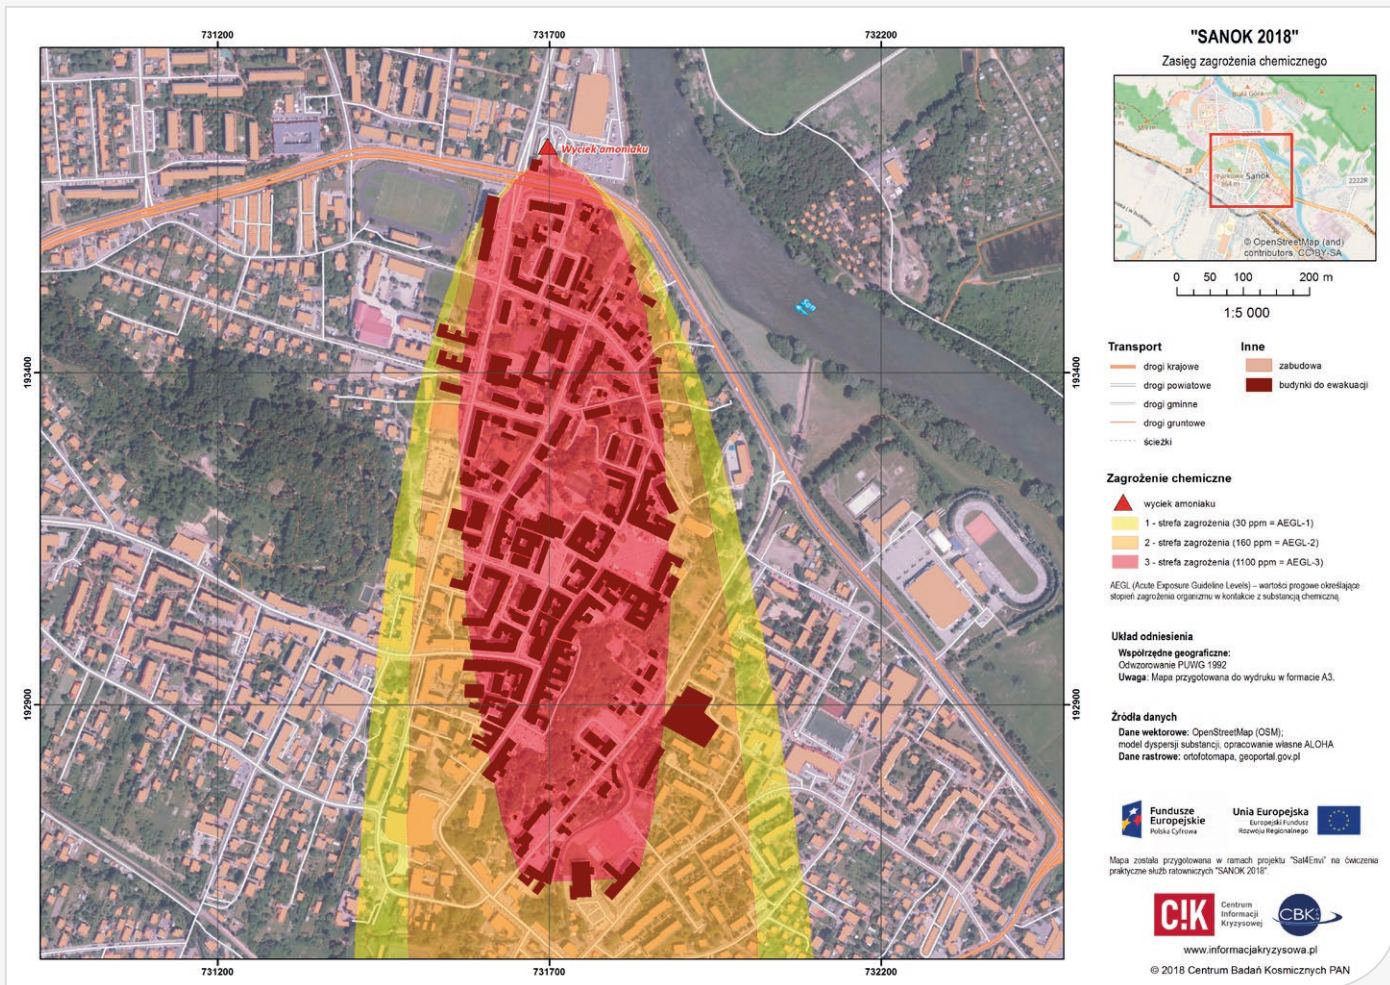 731200
731700
732200
193400
192900
Wyciek amoniaku
San
193400
192900
731200
731700
732200
"SANOK 2018"
Zasięg zagrożenia chemicznego
Biała Góra
28
Sanok
364 m
2222R
© OpenStreetMap (and)
contributors, CC-BY-SA
0 50 100 200 m
1:5 000
Transport
drogi krajowe
drogi powiatowe
drogi gminne
drogi gruntowe
ścieżki
Inne
zabudowa
budynki do ewakuacji
Zagrożenie chemiczne
wyciek amoniaku
1 - strefa zagrożenia (30 ppm = AEGL-1)
2 - strefa zagrożenia (160 ppm = AEGL-2)
3 - strefa zagrożenia (1100 ppm = AEGL-3)
AEGL (Acute Exposure Guideline Levels) – wartości progowe określające
stopień zagrożenia organizmu w kontakcie z substancją chemiczną.
Układ odniesienia
Współrzędne geograficzne:
Odwzorowanie PUWG 1992
Uwaga: Mapa przygotowana do wydruku w formacie A3.
Źródła danych
Dane wektorowe: OpenStreetMap (OSM);
model dyspersji substancji, opracowanie własne ALOHA
Dane rastrowe: ortofotomapa, geoportal.gov.pl
Fundusze
Europejskie
Polska Cyfrowa
Unia Europejska
Europejski Fundusz
Rozwoju Regionalnego
Mapa została przygotowana w ramach projektu "Sat4Envi" na ćwiczenia
praktyczne służb ratowniczych "SANOK 2018".
C!K
Centrum
Informacji
Kryzysowej
CBK
www.informacjakryzysowa.pl
© 2018 Centrum Badań Kosmicznych PAN